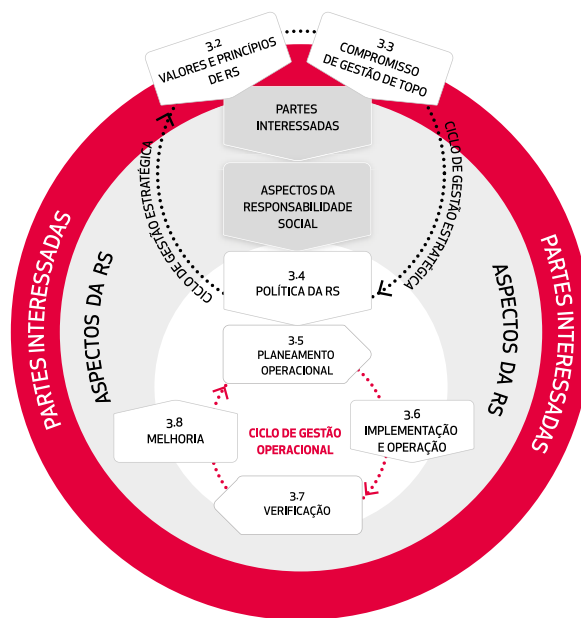 3.2
VALORES E PRINCÍPIOS
DE RS
3.3
COMPROMISSO
DE GESTÃO DE TOPO
PARTES
INTERESSADAS
ASPECTOS DA
RESPONSABILIDADE
SOCIAL
CICLO DE GESTÃO ESTRATÉGICA
CICLO DE GESTÃO ESTRATÉGICA
PARTES INTERESSADAS
ASPECTOS DA RS
ASPECTOS DA RS
PARTES INTERESSADAS
3.4
POLÍTICA DA RS
3.5
PLANEAMENTO
OPERACIONAL
3.6
IMPLEMENTAÇÃO
E OPERAÇÃO
3.8
MELHORIA
CICLO DE GESTÃO
OPERACIONAL
3.7
VERIFICAÇÃO